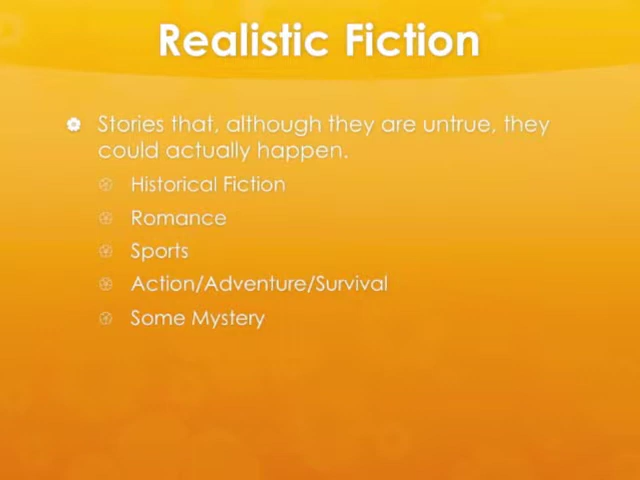 Realistic Fiction
Stories that, although they are untrue, they
could actually happen.
Historical Fiction
Romance
Sports
Action/Adventure/Survival
Some Mystery